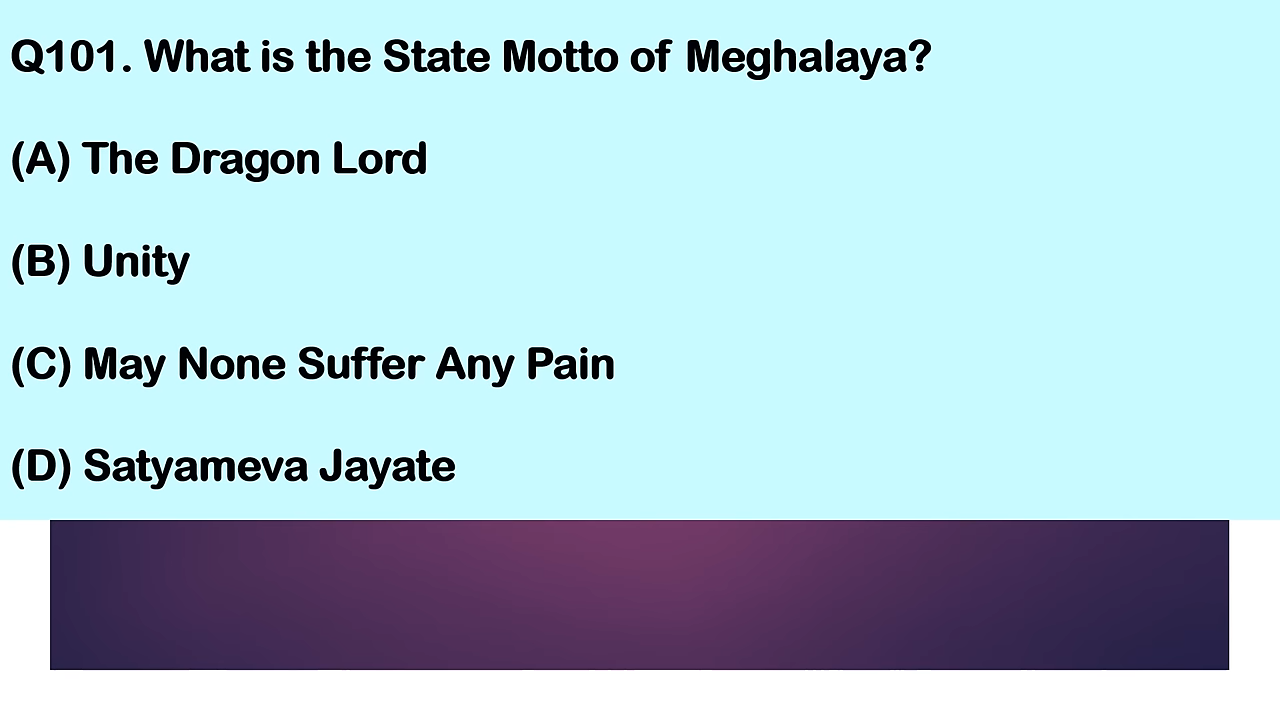 Q101. What is the State Motto of Meghalaya?
(A) The Dragon Lord
(B) Unity
(C) May None Suffer Any Pain
(D) Satyameva Jayate